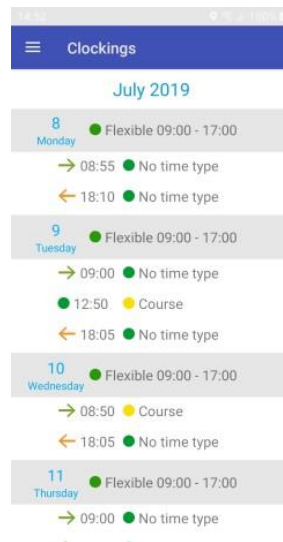 14:52 100%
Clockings
July 2019
8 Monday Flexible 09:00 - 17:00
08:55 No time type
18:10 No time type
9 Tuesday Flexible 09:00 - 17:00
09:00 No time type
12:50 Course
18:05 No time type
10 Wednesday Flexible 09:00 - 17:00
08:50 Course
18:05 No time type
11 Thursday Flexible 09:00 - 17:00
09:00 No time type